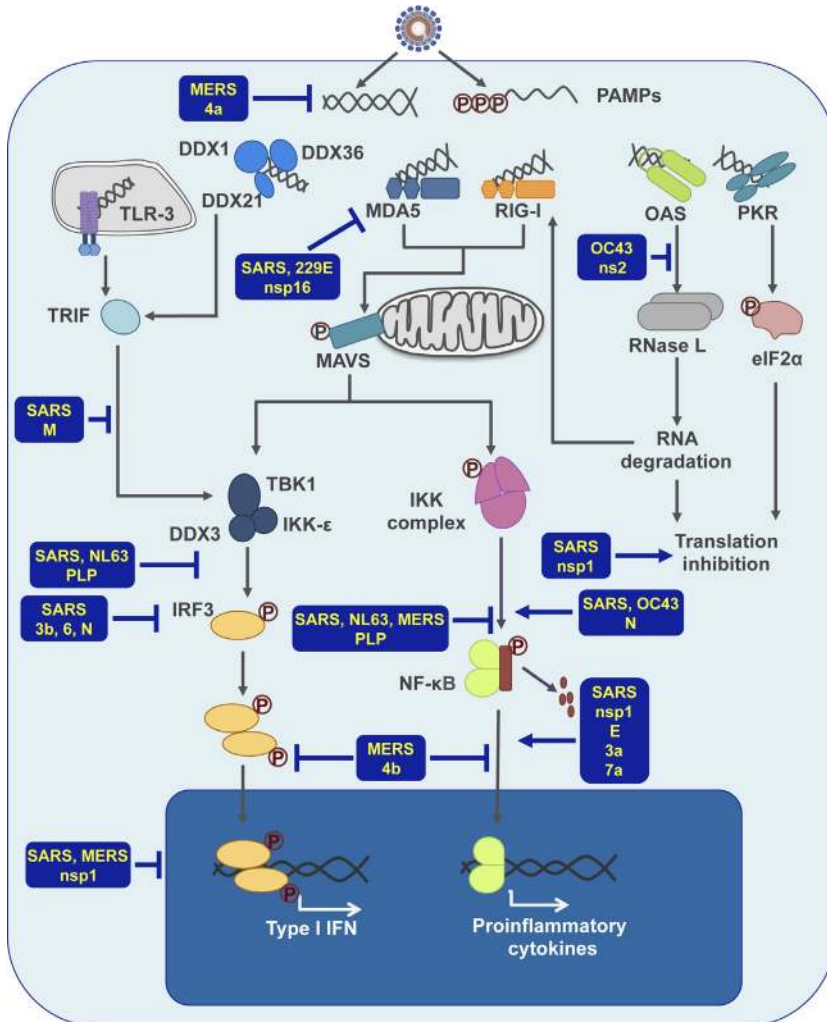 MERS
4a
P P P
PAMPs
DDX1
DDX36
DDX21
TLR-3
MDA5
RIG-I
OAS
PKR
SARS, 229E
nsp16
OC43
ns2
TRIF
P
MAVS
RNase L
P
eIF2α
SARS
M
RNA
degradation
TBK1
IKK-ε
DDX3
P
IKK
complex
SARS, NL63
PLP
SARS
nsp1
Translation
inhibition
SARS
3b, 6, N
IRF3
P
SARS, NL63, MERS
PLP
SARS, OC43
N
NF-κB
P
SARS
nsp1
E
3a
7a
P
P
MERS
4b
SARS, MERS
nsp1
P
P
Type I IFN
Proinflammatory
cytokines